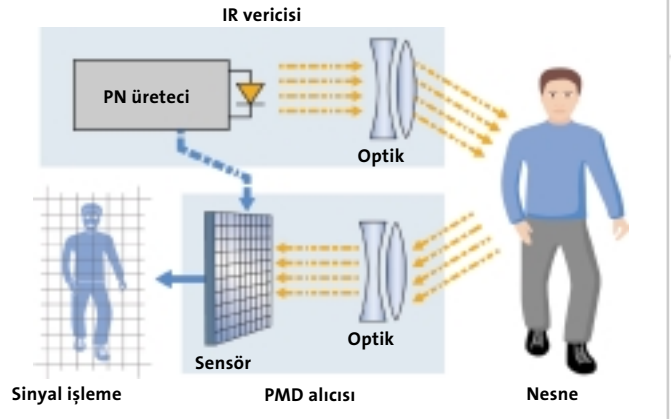 IR vericisi
PN üreteci
Optik
Optik
Sensör
Sinyal işleme
PMD alıcısı
Nesne